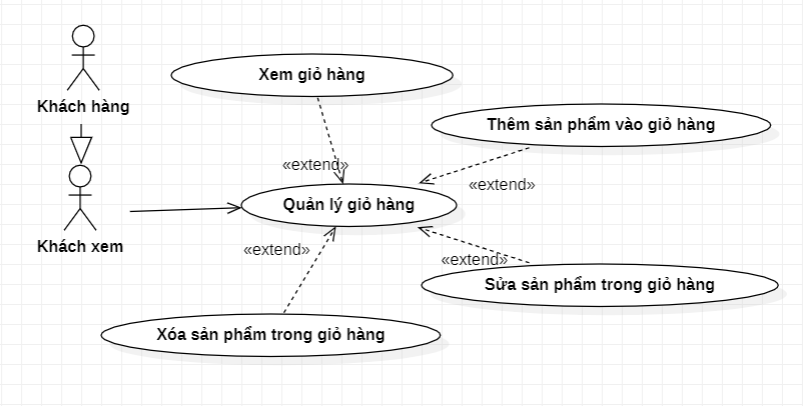 Khách hàng
Xem giỏ hàng
Thêm sản phẩm vào giỏ hàng
«extend»
«extend»
Khách xem
Quản lý giỏ hàng
«extend»
«extend»
Sửa sản phẩm trong giỏ hàng
Xóa sản phẩm trong giỏ hàng